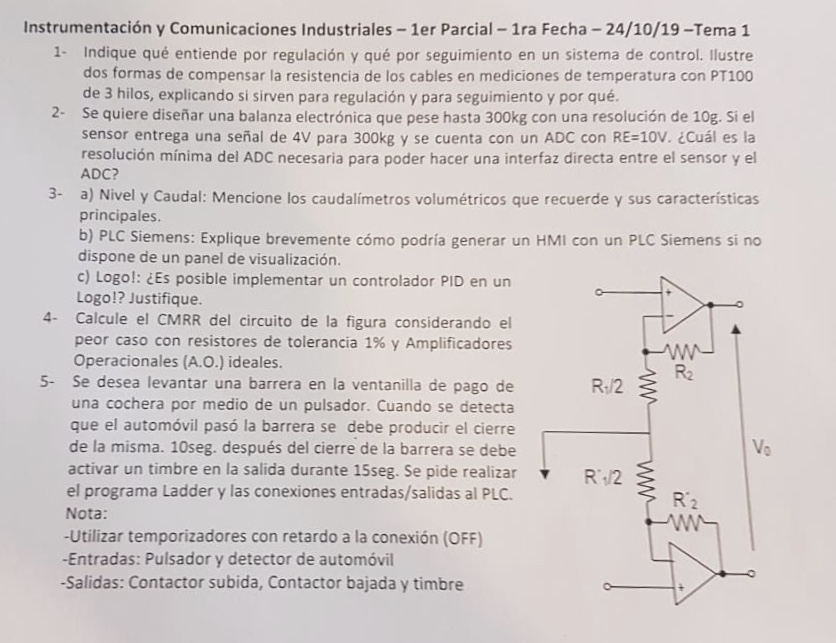 Instrumentación y Comunicaciones Industriales – 1er Parcial – 1ra Fecha – 24/10/19 –Tema 1
1- Indique qué entiende por regulación y qué por seguimiento en un sistema de control. Ilustre
dos formas de compensar la resistencia de los cables en mediciones de temperatura con PT100
de 3 hilos, explicando si sirven para regulación y para seguimiento y por qué.
2- Se quiere diseñar una balanza electrónica que pese hasta 300kg con una resolución de 10g. Si el
sensor entrega una señal de 4V para 300kg y se cuenta con un ADC con RE=10V. ¿Cuál es la
resolución mínima del ADC necesaria para poder hacer una interfaz directa entre el sensor y el
ADC?
3- a) Nivel y Caudal: Mencione los caudalímetros volumétricos que recuerde y sus características
principales.
b) PLC Siemens: Explique brevemente cómo podría generar un HMI con un PLC Siemens si no
dispone de un panel de visualización.
c) Logo!: ¿Es posible implementar un controlador PID en un
Logo!? Justifique.
4- Calcule el CMRR del circuito de la figura considerando el
peor caso con resistores de tolerancia 1% y Amplificadores
Operacionales (A.O.) ideales.
5- Se desea levantar una barrera en la ventanilla de pago de
una cochera por medio de un pulsador. Cuando se detecta
que el automóvil pasó la barrera se debe producir el cierre
de la misma. 10seg. después del cierre de la barrera se debe
activar un timbre en la salida durante 15seg. Se pide realizar
el programa Ladder y las conexiones entradas/salidas al PLC.
Nota:
-Utilizar temporizadores con retardo a la conexión (OFF)
-Entradas: Pulsador y detector de automóvil
-Salidas: Contactor subida, Contactor bajada y timbre
+
-
R2
R1/2
V0
R'1/2
R'2
-
+